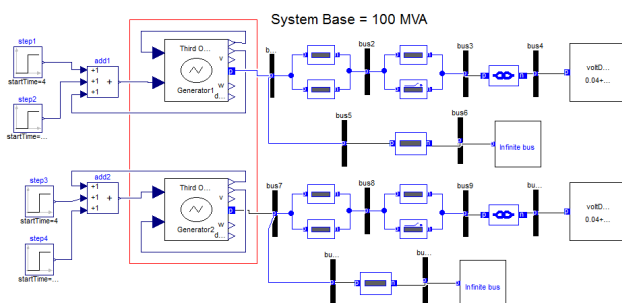 System Base = 100 MVA
step1
startTime=4
step2
startTime=...
add1
+1
+1
+1
+
Third O...
Generator1
v
p
w
d...
b...
bus2
bus3
p
n
bus4
p
voltD...
0.04+...
bus5
p
n
bus6
Infinite bus
step3
startTime=4
step4
startTime=...
add2
+1
+1
+1
+
Third O...
Generator2
v
p
w
d...
bus7
bus8
bus9
p
n
bu...
p
voltD...
0.04+...
bu...
p
n
bu...
Infinite bus